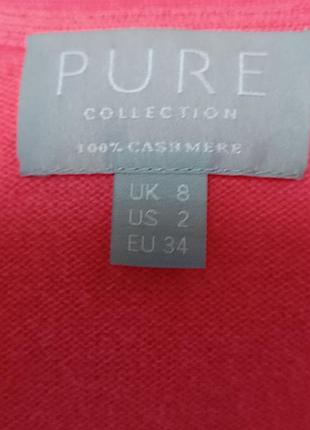 PURE
COLLECTION
100% CASHMERE
UK 8
US 2
EU 34